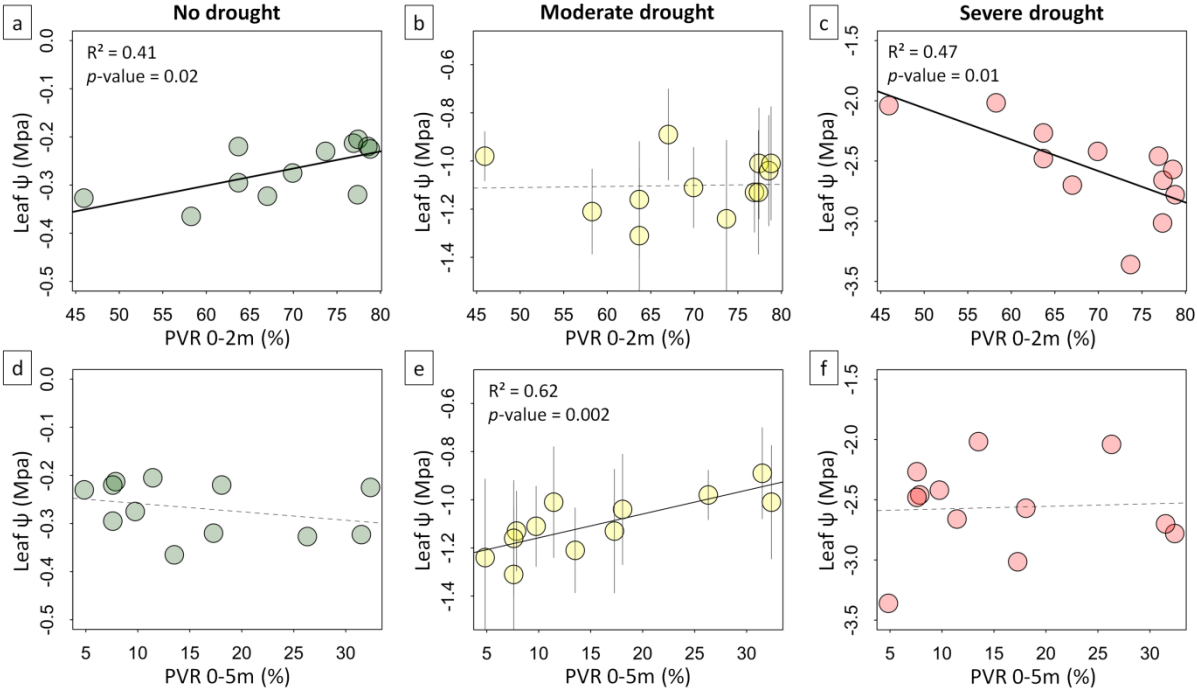 No drought
Moderate drought
Severe drought
a
R² = 0.41
p-value = 0.02
Leaf ψ (Mpa)
0.0
-0.1
-0.2
-0.3
-0.4
-0.5
45 50 55 60 65 70 75 80
PVR 0-2m (%)
b
Leaf ψ (Mpa)
-0.6
-0.8
-1.0
-1.2
-1.4
45 50 55 60 65 70 75 80
PVR 0-2m (%)
c
R² = 0.47
p-value = 0.01
Leaf ψ (Mpa)
-1.5
-2.0
-2.5
-3.0
-3.5
45 50 55 60 65 70 75 80
PVR 0-2m (%)
d
Leaf ψ (Mpa)
0.0
-0.1
-0.2
-0.3
-0.4
-0.5
5 10 15 20 25 30
PVR 0-5m (%)
e
R² = 0.62
p-value = 0.002
Leaf ψ (Mpa)
-0.6
-0.8
-1.0
-1.2
-1.4
5 10 15 20 25 30
PVR 0-5m (%)
f
Leaf ψ (Mpa)
-1.5
-2.0
-2.5
-3.0
-3.5
5 10 15 20 25 30
PVR 0-5m (%)